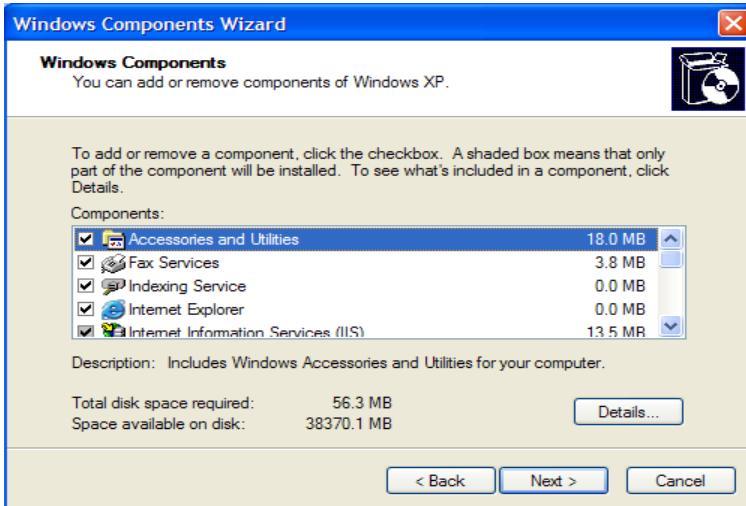 Windows Components Wizard
Windows Components
You can add or remove components of Windows XP.
To add or remove a component, click the checkbox. A shaded box means that only
part of the component will be installed. To see what's included in a component, click
Details.
Components:
Accessories and Utilities 18.0 MB
Fax Services 3.8 MB
Indexing Service 0.0 MB
Internet Explorer 0.0 MB
Internet Information Services (IIS) 13.5 MB
Description: Includes Windows Accessories and Utilities for your computer.
Total disk space required: 56.3 MB
Space available on disk: 38370.1 MB
Details...
< Back Next > Cancel